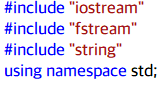 #include "iostream"
#include "fstream"
#include "string"
using namespace std;